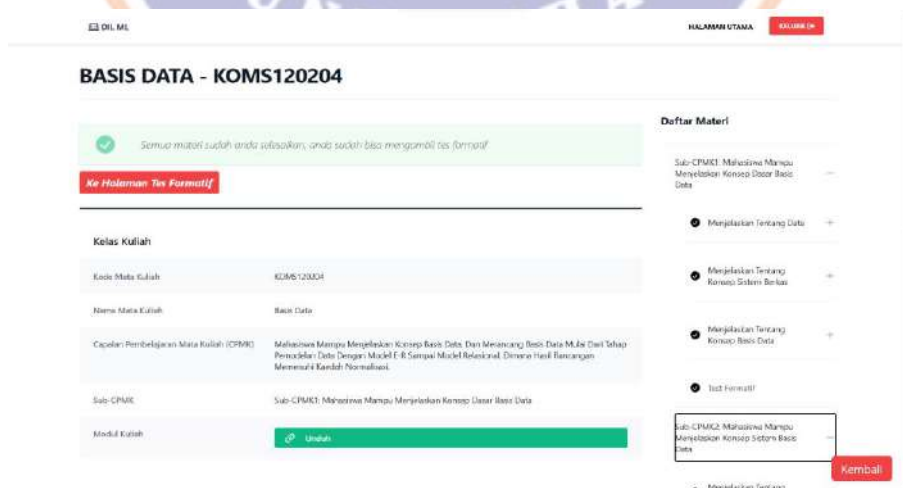 OIL ML
HALAMAN UTAMA
KELUAR
BASIS DATA - KOMS120204
Semua materi sudah anda selesaikan, anda sudah bisa mengambil tes formatif
Ke Halaman Tes Formatif
Kelas Kuliah
Kode Mata Kuliah
KOMS120204
Nama Mata Kuliah
Basis Data
Capaian Pembelajaran Mata Kuliah (CPMK)
Mahasiswa Mampu Menjelaskan Konsep Basis Data, Dan Merancang Basis Data Mulai Dari Tahap
Pemodelan Data Dengan Model E-R Sampai Model Relasional, Dimana Hasil Rancangan
Memenuhi Kaedah Normalisasi.
Sub-CPMK
Sub-CPMK1: Mahasiswa Mampu Menjelaskan Konsep Dasar Basis Data
Modul Kuliah
Unduh
Daftar Materi
Sub-CPMK1: Mahasiswa Mampu
Menjelaskan Konsep Dasar Basis
Data
Menjelaskan Tentang Data
Menjelaskan Tentang
Konsep Sistem Berkas
Menjelaskan Tentang
Konsep Basis Data
Test Formatif
Sub-CPMK2: Mahasiswa Mampu
Menjelaskan Konsep Sistem Basis
Data
Kembali
Menjelaskan Tentang